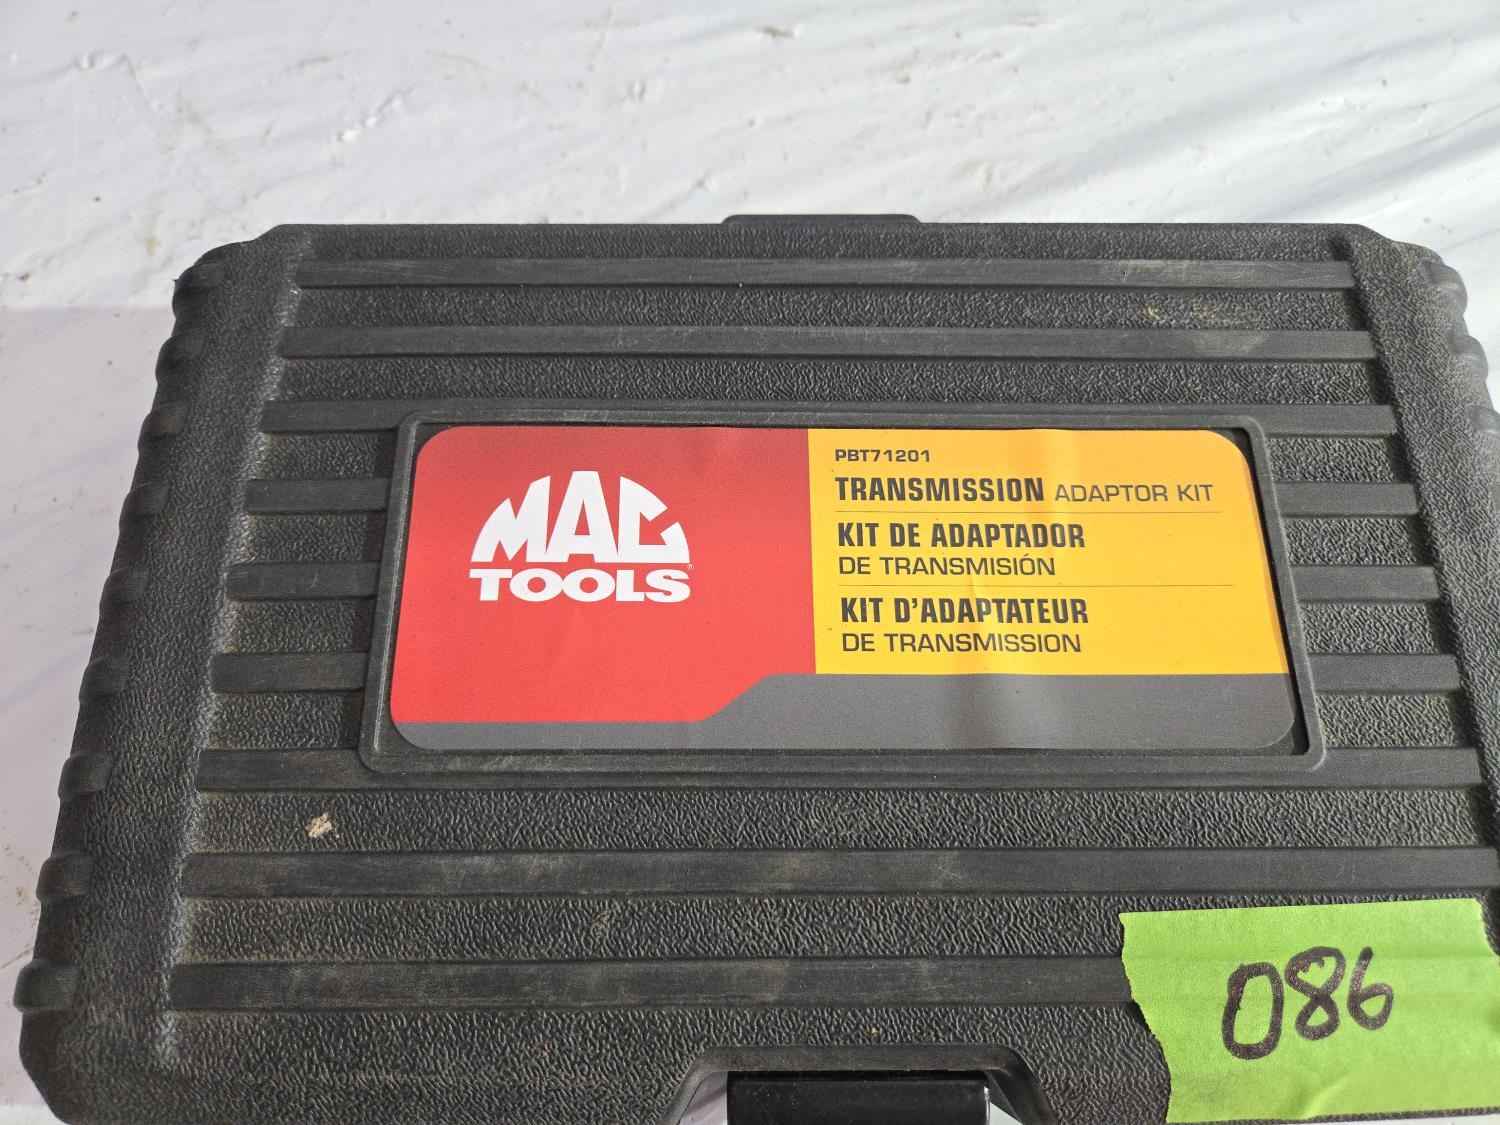 MAC
TOOLS®
PBT71201
TRANSMISSION ADAPTOR KIT
KIT DE ADAPTADOR
DE TRANSMISIÓN
KIT D'ADAPTATEUR
DE TRANSMISSION
086